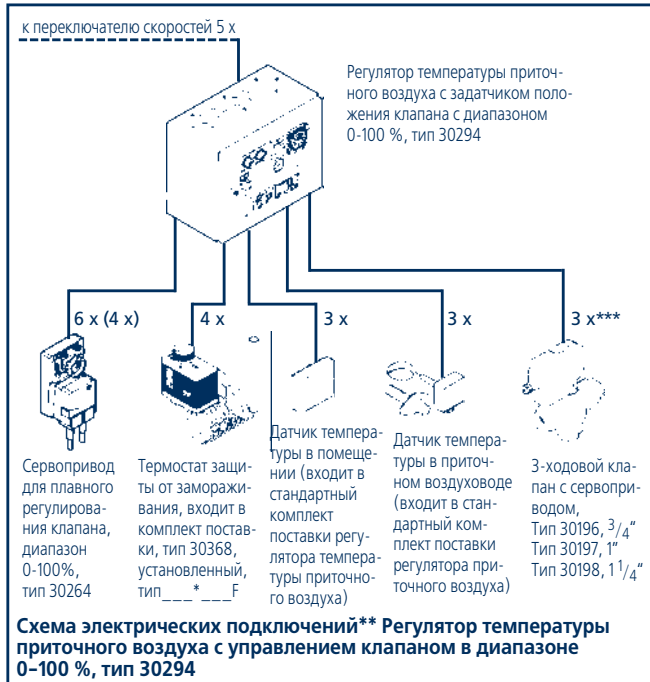 к переключателю скоростей 5 x
Регулятор температуры приточ-
ного воздуха с задатчиком поло-
жения клапана с диапазоном
0-100 %, тип 30294
6 x (4 x)
4 x
3 x
3 x
3 x***
Сервопривод
для плавного
регулирова-
ния клапана,
диапазон
0-100%,
тип 30264
Термостат защи-
ты от заморажи-
вания, входит в
комплект постав-
ки, тип 30368,
установленный,
тип___*___F
Датчик темпера-
туры в помеще-
нии (входит в
стандартный
комплект
поставки регу-
лятора темпера-
туры приточно-
го воздуха)
Датчик темпера-
туры в приточ-
ном воздуховоде
(входит в стан-
дартный ком-
плект поставки
регулятора при-
точного воздуха)
3-ходовой кла-
пан с сервопри-
водом,
Тип 30196, 3/4"
Тип 30197, 1"
Тип 30198, 1 1/4"
Схема электрических подключений** Регулятор температуры
приточного воздуха с управлением клапаном в диапазоне
0–100 %, тип 30294